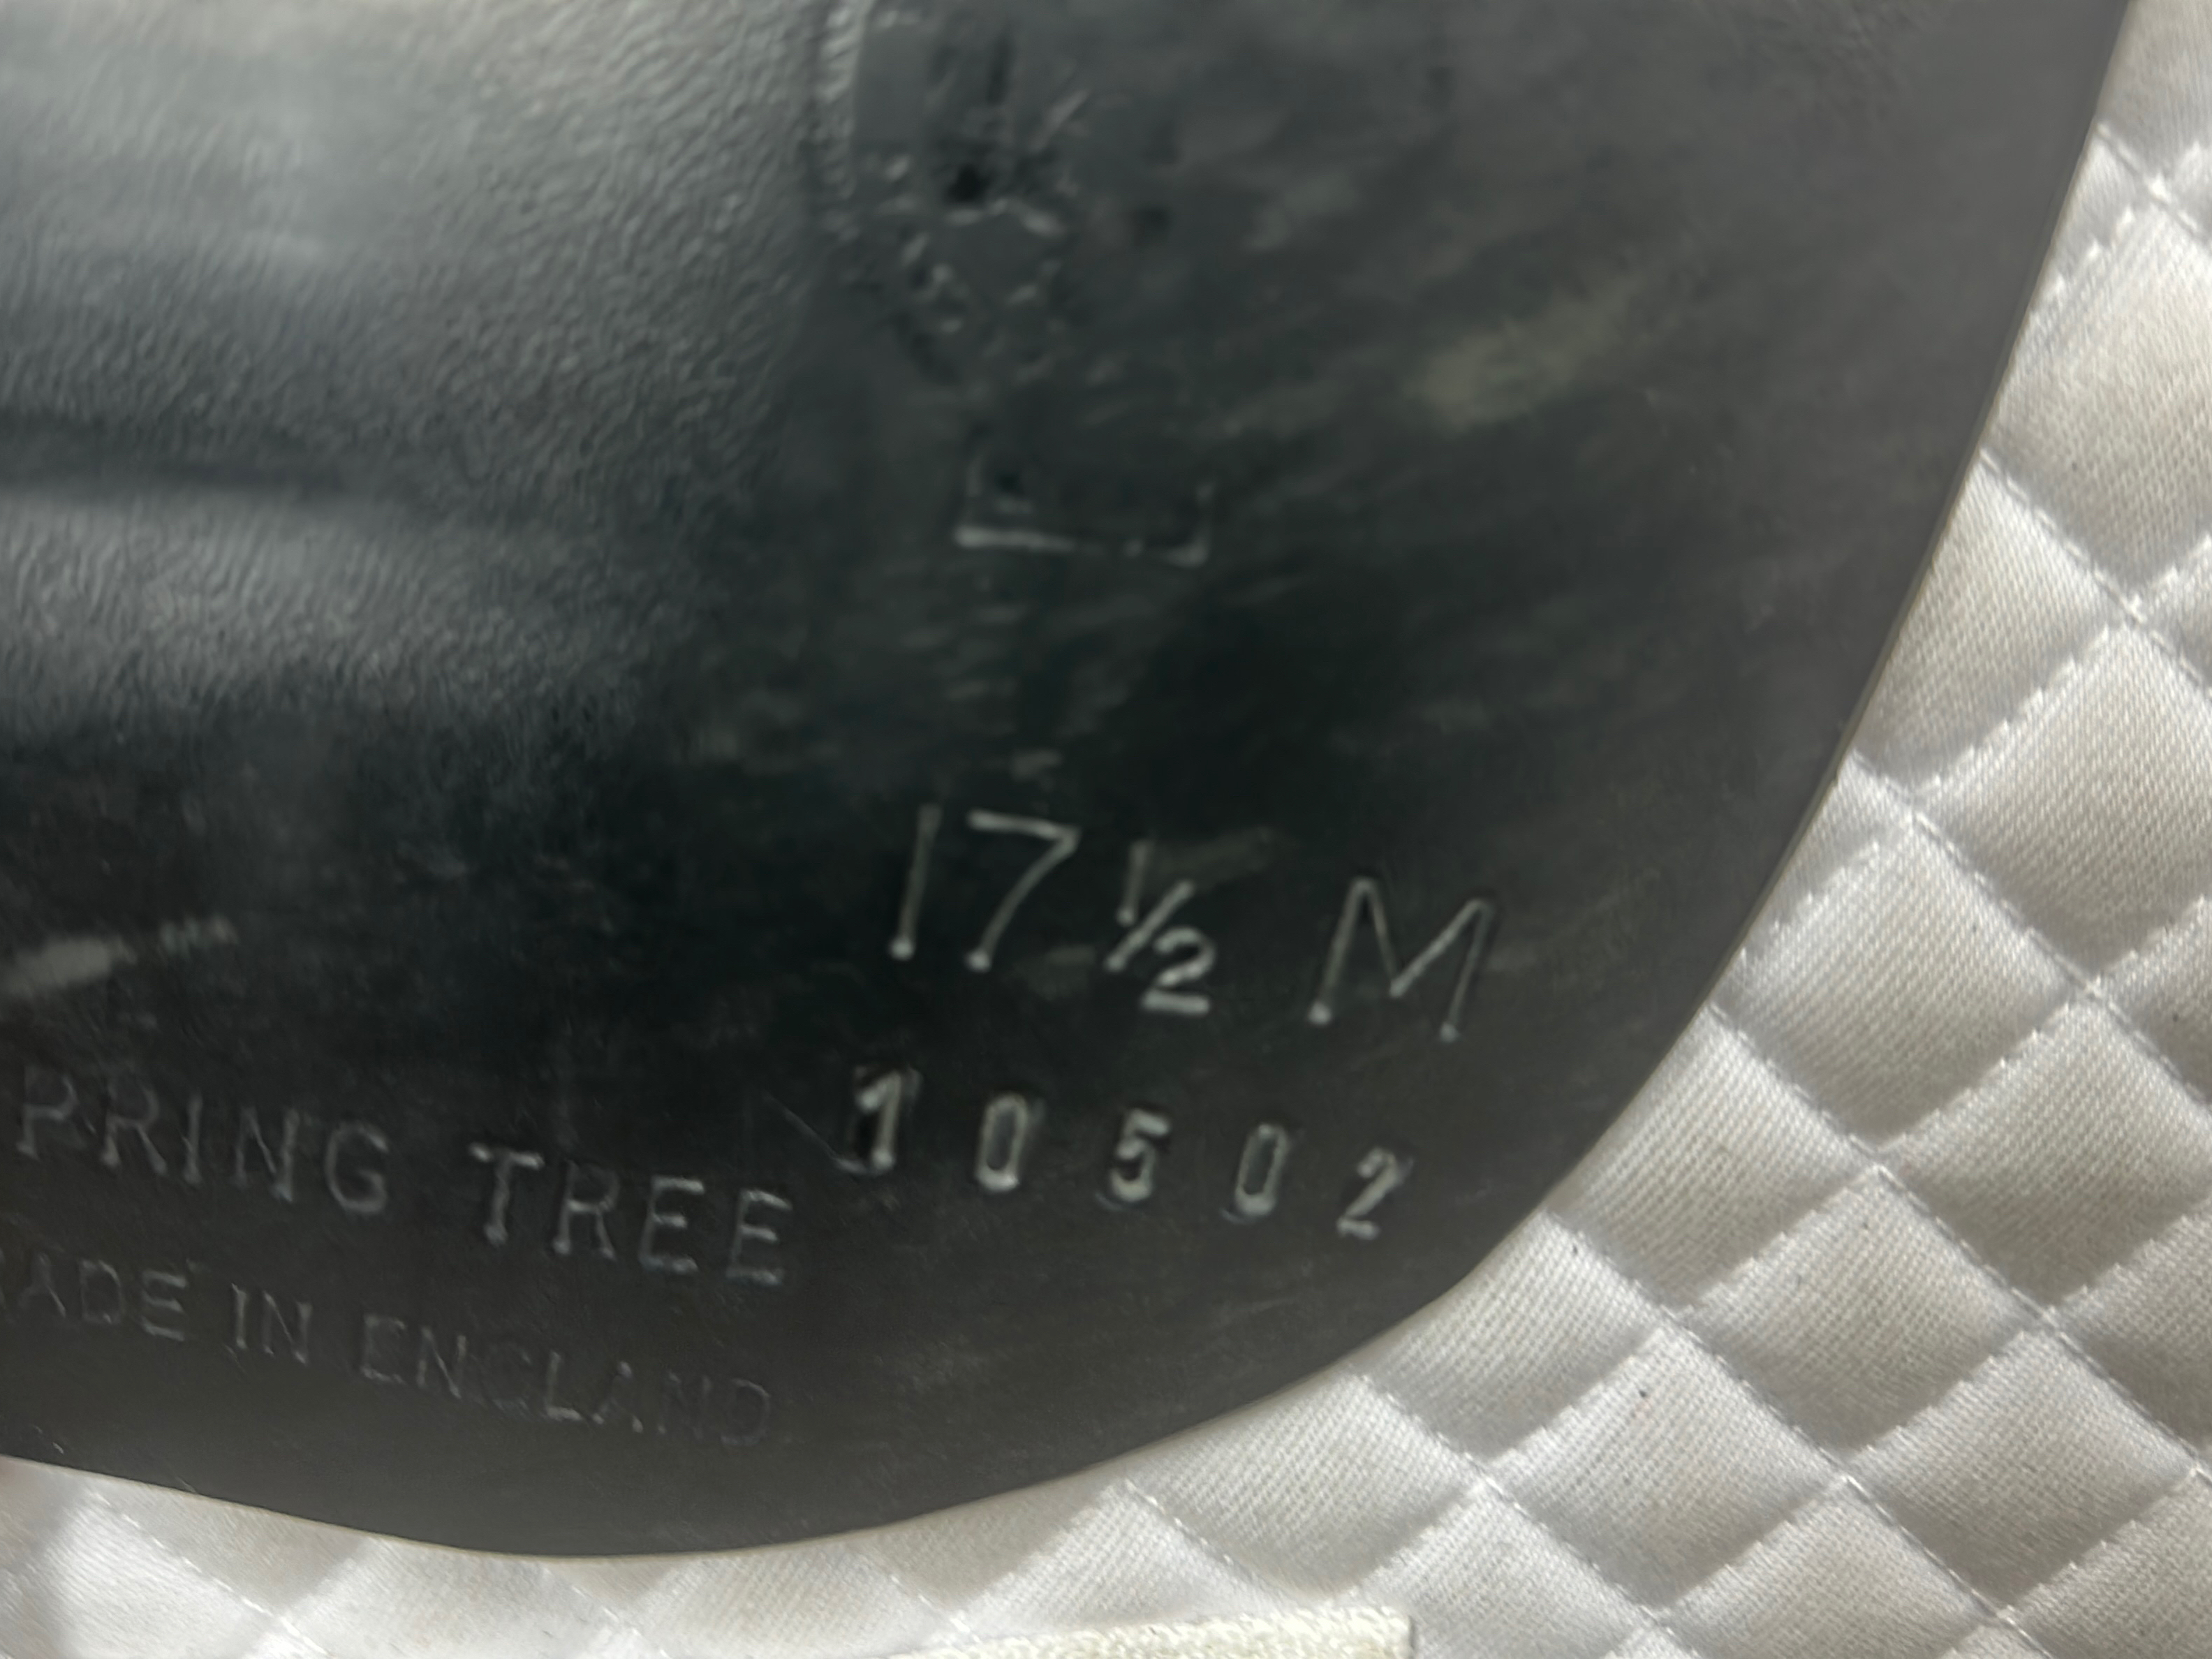 17½ M
10502
PRING TREE
ADE IN ENGLAND